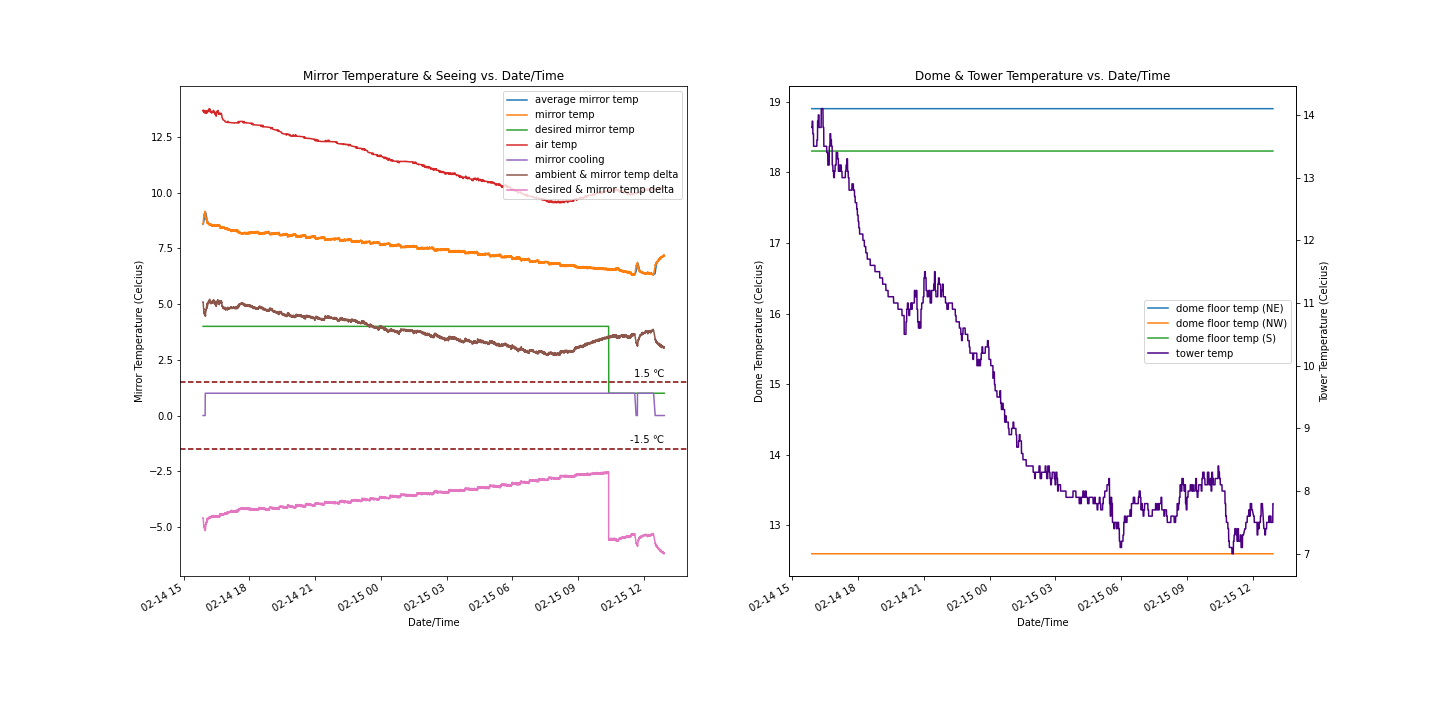 Mirror Temperature & Seeing vs. Date/Time
average mirror temp
mirror temp
desired mirror temp
air temp
mirror cooling
ambient & mirror temp delta
desired & mirror temp delta
12.5
10.0
7.5
5.0
2.5
0.0
−2.5
−5.0
Mirror Temperature (Celcius)
1.5 °C
-1.5 °C
02-14 15
02-14 18
02-14 21
02-15 00
02-15 03
02-15 06
02-15 09
02-15 12
Date/Time
Dome & Tower Temperature vs. Date/Time
19
18
17
16
15
14
13
Dome Temperature (Celcius)
dome floor temp (NE)
dome floor temp (NW)
dome floor temp (S)
tower temp
14
13
12
11
10
9
8
7
Tower Temperature (Celcius)
02-14 15
02-14 18
02-14 21
02-15 00
02-15 03
02-15 06
02-15 09
02-15 12
Date/Time